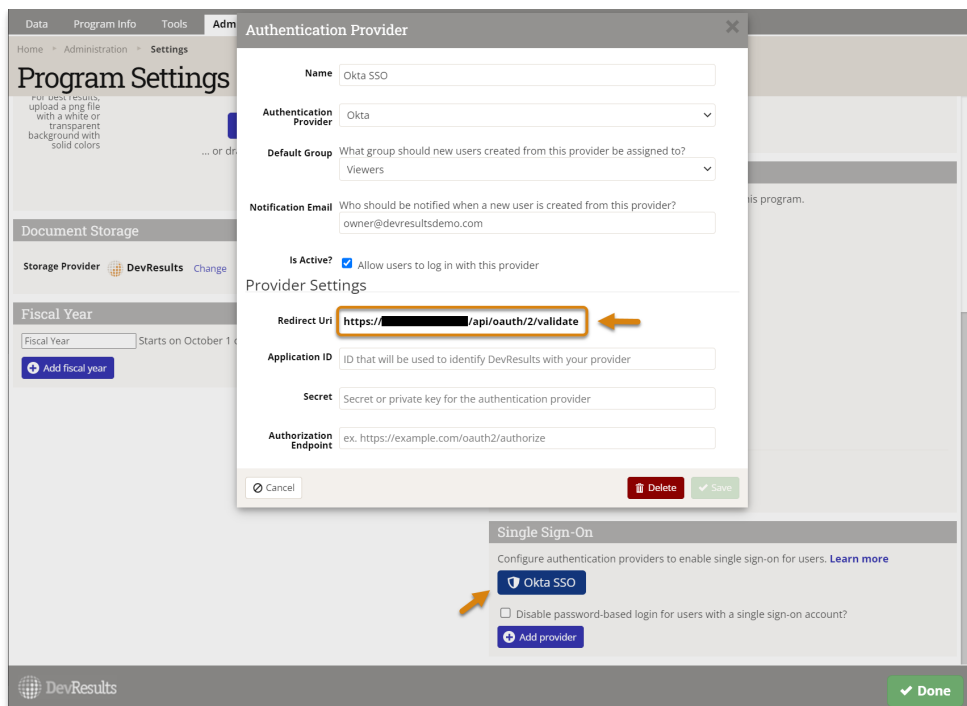 Data Program Info Tools Adm
Home Administration Settings
Program Settings
For best results,
upload a png file
with a white or
transparent
background with
solid colors
... or dr
Document Storage
Storage Provider DevResults Change
Fiscal Year
Fiscal Year Starts on October 1
Add fiscal year
Authentication Provider
Name Okta SSO
Authentication Provider Okta
Default Group What group should new users created from this provider be assigned to?
Viewers
Notification Email Who should be notified when a new user is created from this provider?
owner@devresultsdemo.com
Is Active? Allow users to log in with this provider
Provider Settings
Redirect Uri https:// /api/oauth/2/validate
Application ID ID that will be used to identify DevResults with your provider
Secret Secret or private key for the authentication provider
Authorization Endpoint ex. https://example.com/oauth2/authorize
Cancel Delete Save
is program.
Single Sign-On
Configure authentication providers to enable single sign-on for users. Learn more
Okta SSO
Disable password-based login for users with a single sign-on account?
Add provider
DevResults
Done